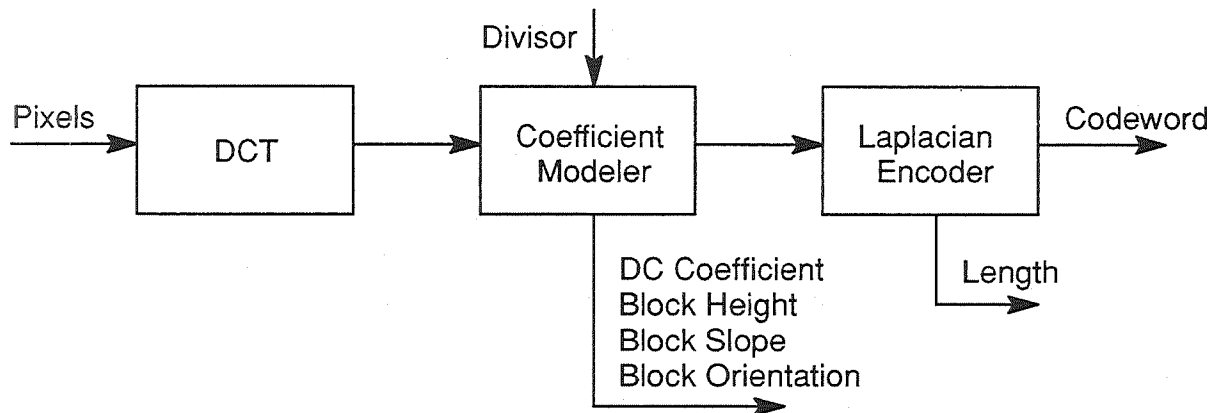 Divisor
Pixels
DCT
Coefficient
Modeler
Laplacian
Encoder
Codeword
DC Coefficient
Block Height
Block Slope
Block Orientation
Length